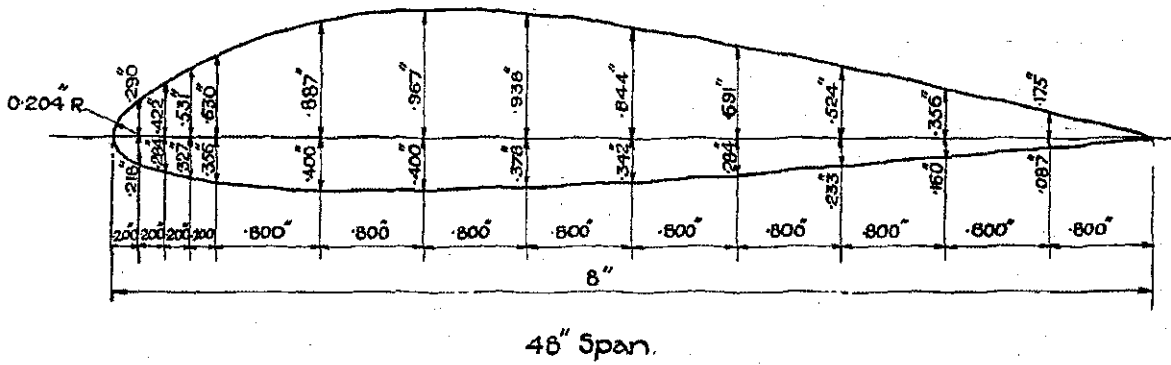 0·204" R.
·290" ·422" ·531" ·630" ·887" ·967" ·938" ·844" ·691" ·524" ·356" ·175"
·216" ·284" ·327" ·356" ·400" ·400" ·378" ·342" ·284" ·233" ·160" ·087"
·200" ·200" ·200" ·200 ·800" ·800" ·800" ·800" ·800" ·800" ·800" ·800" ·800"
8"
48" Span.